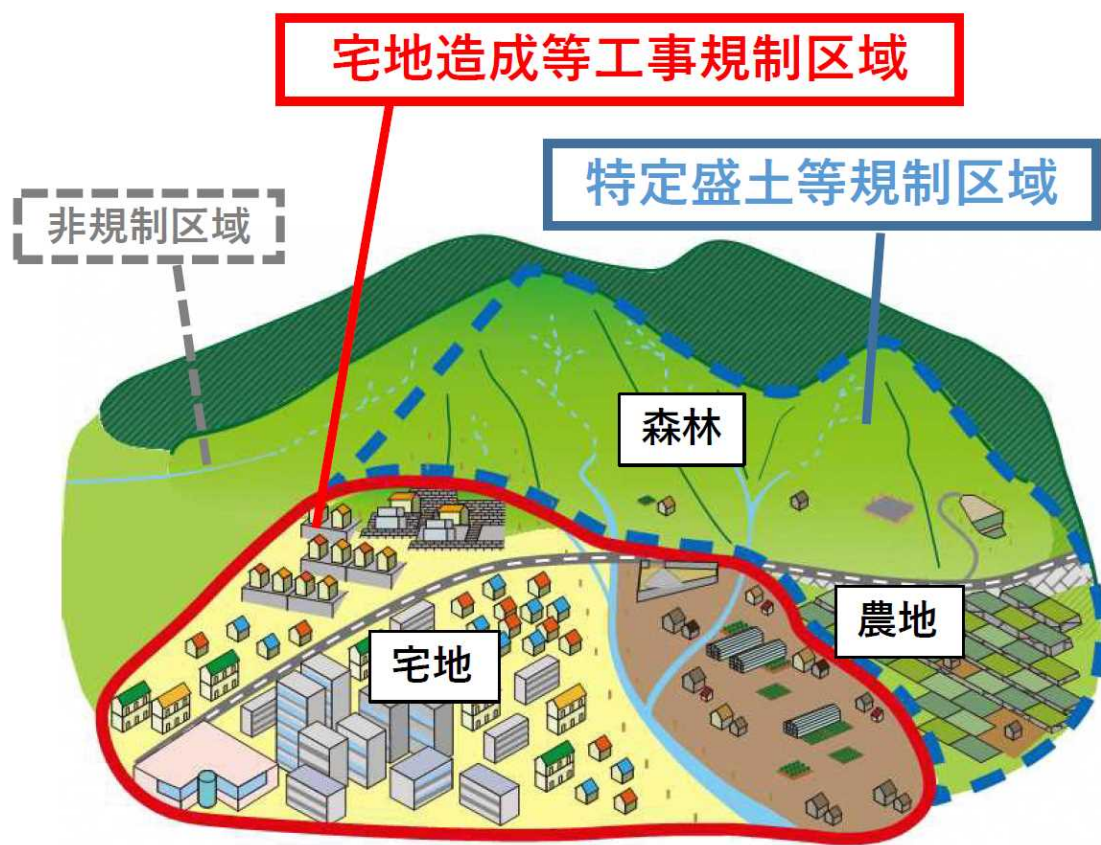 宅地造成等工事規制区域
特定盛土等規制区域
非規制区域
森林
農地
宅地